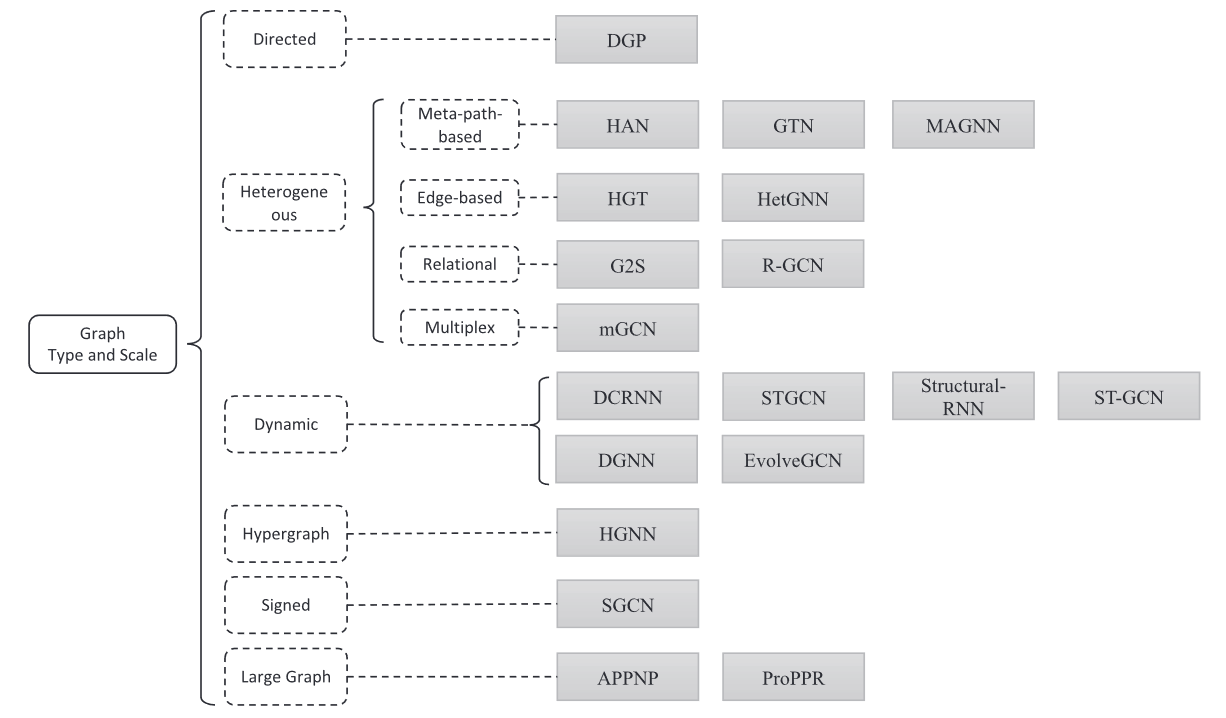 Directed
DGP
Meta-path-
based
HAN
GTN
MAGNN
Heterogene
ous
Edge-based
HGT
HetGNN
Relational
G2S
R-GCN
Multiplex
mGCN
Graph
Type and Scale
Dynamic
DCRNN
STGCN
Structural-
RNN
ST-GCN
DGNN
EvolveGCN
Hypergraph
HGNN
Signed
SGCN
Large Graph
APPNP
ProPPR